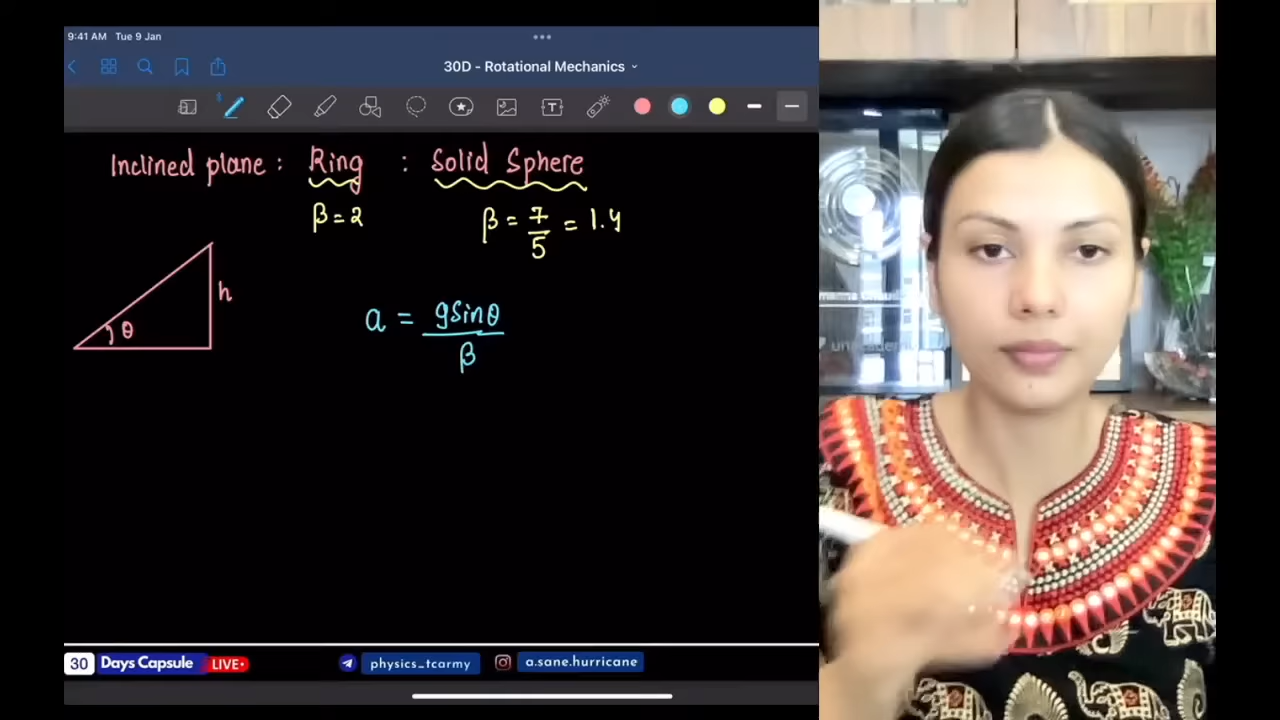 9:41 AM Tue 9 Jan
30D - Rotational Mechanics
T
Inclined plane : Ring : Solid Sphere
β = 2
β = 7/5 = 1.4
h
θ
a = gsinθ/β
30 Days Capsule LIVE
physics_tcarmy
a.sane.hurricane